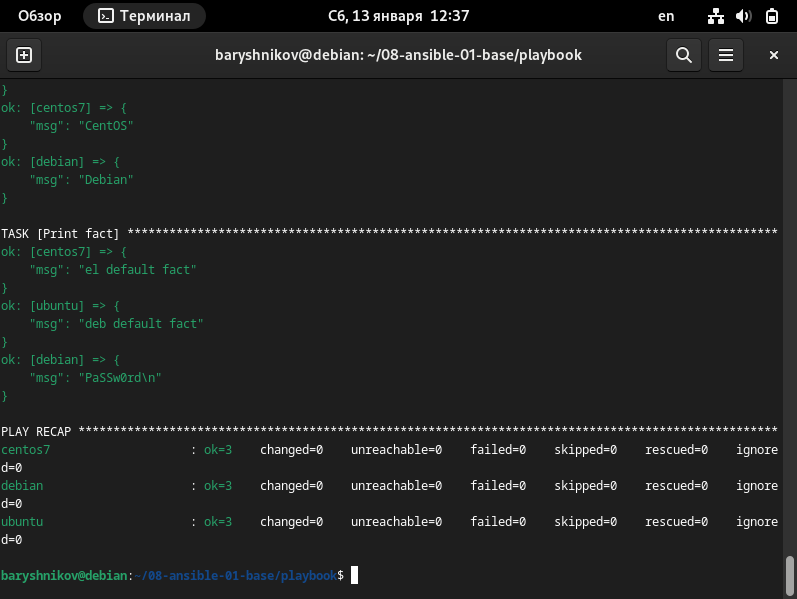 Обзор Терминал Сб, 13 января 12:37 en
baryshnikov@debian: ~/08-ansible-01-base/playbook
}
ok: [centos7] => {
    "msg": "CentOS"
}
ok: [debian] => {
    "msg": "Debian"
}
TASK [Print fact] *********************************************************************************************
ok: [centos7] => {
    "msg": "el default fact"
}
ok: [ubuntu] => {
    "msg": "deb default fact"
}
ok: [debian] => {
    "msg": "PaSSw0rd\n"
}
PLAY RECAP ****************************************************************************************************
centos7                    : ok=3    changed=0    unreachable=0    failed=0    skipped=0    rescued=0    ignore
d=0
debian                     : ok=3    changed=0    unreachable=0    failed=0    skipped=0    rescued=0    ignore
d=0
ubuntu                     : ok=3    changed=0    unreachable=0    failed=0    skipped=0    rescued=0    ignore
d=0
baryshnikov@debian:~/08-ansible-01-base/playbook$